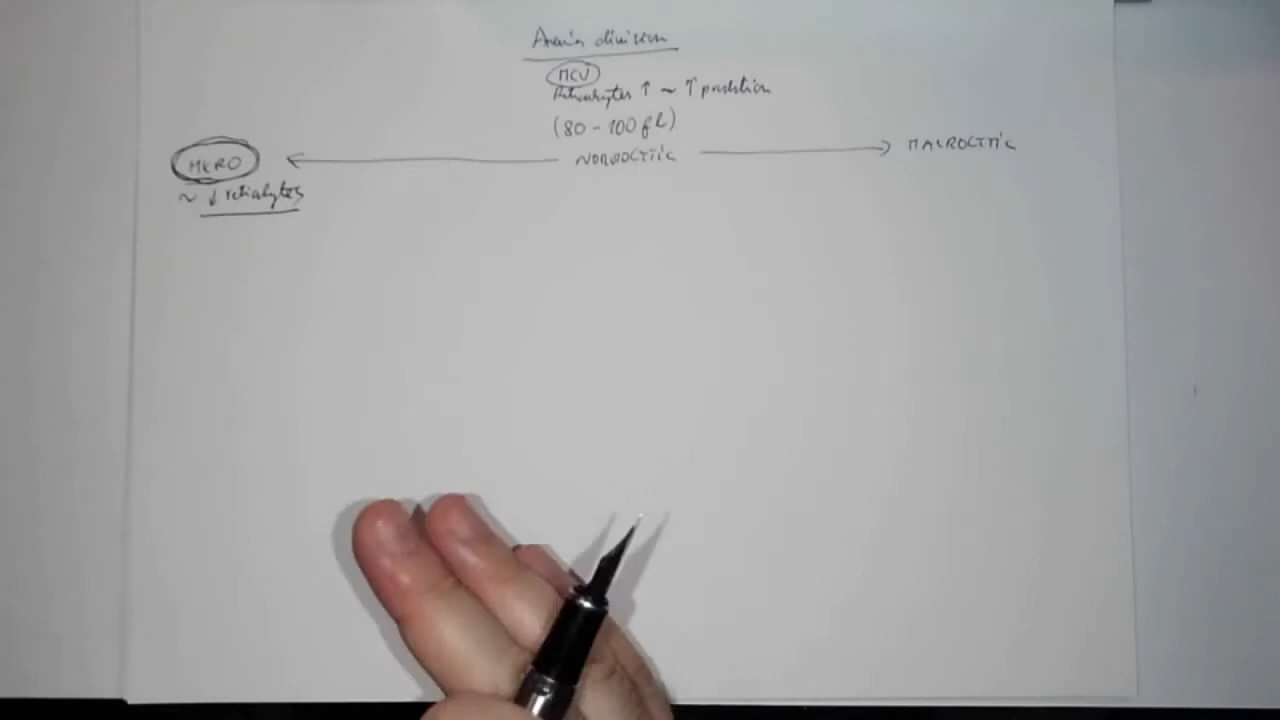 Anemia division
MCV
Reticulocytes ↑ ~ ↑ production
(80 - 100 fl)
MICRO ← NORMOCYTIC → MACROCYTIC
~ ↓ reticulocytes